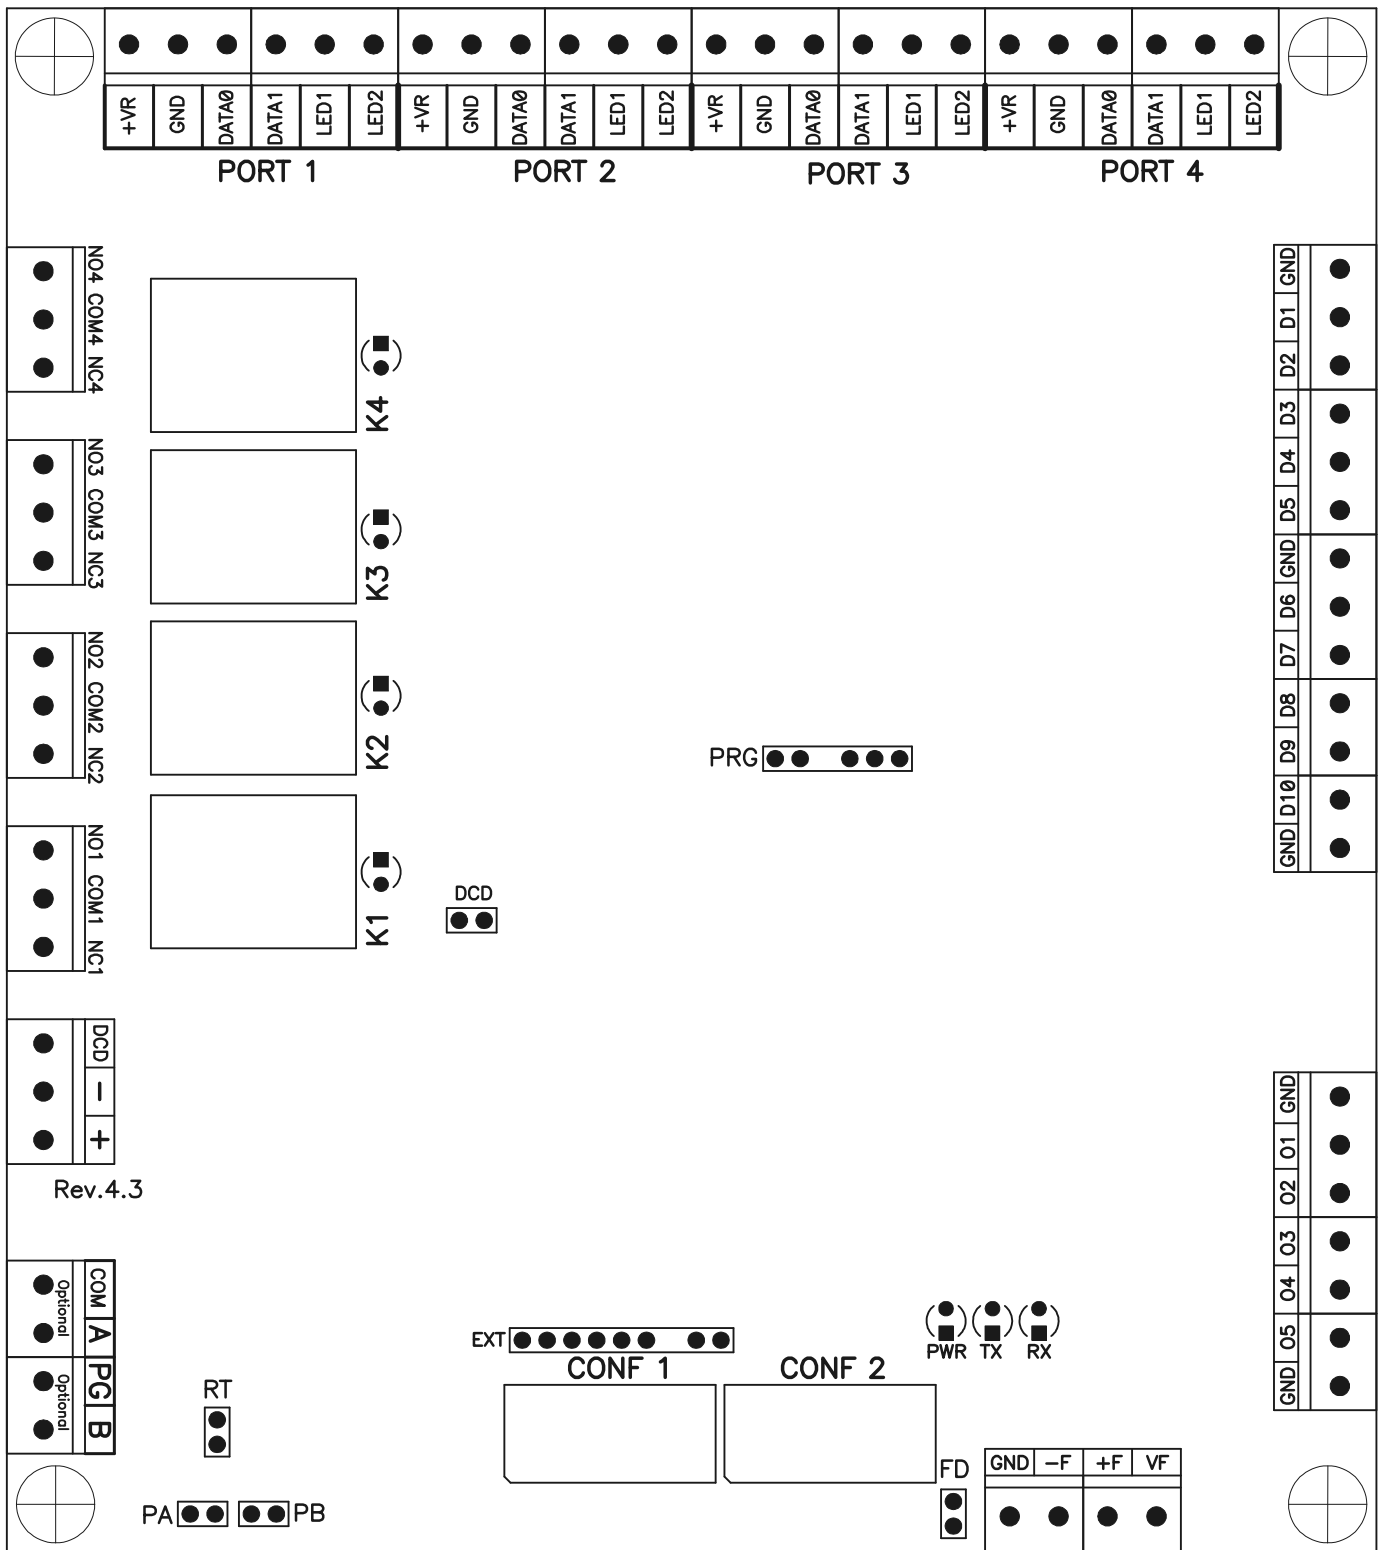 +VR GND DATA0 DATA1 LED1 LED2 +VR GND DATA0 DATA1 LED1 LED2 +VR GND DATA0 DATA1 LED1 LED2 +VR GND DATA0 DATA1 LED1 LED2
PORT 1 PORT 2 PORT 3 PORT 4
NO4 COM4 NC4
K4
NO3 COM3 NC3
K3
NO2 COM2 NC2
K2
NO1 COM1 NC1
K1
DCD
PRG
GND
D1
D2
D3
D4
D5
GND
D6
D7
D8
D9
D10
GND
DCD
-
+
Rev.4.3
COM
A
Optional
PG
B
Optional
RT
PA
PB
EXT
CONF 1
CONF 2
PWR TX RX
FD
GND -F +F VF
GND
O1
O2
O3
O4
O5
GND